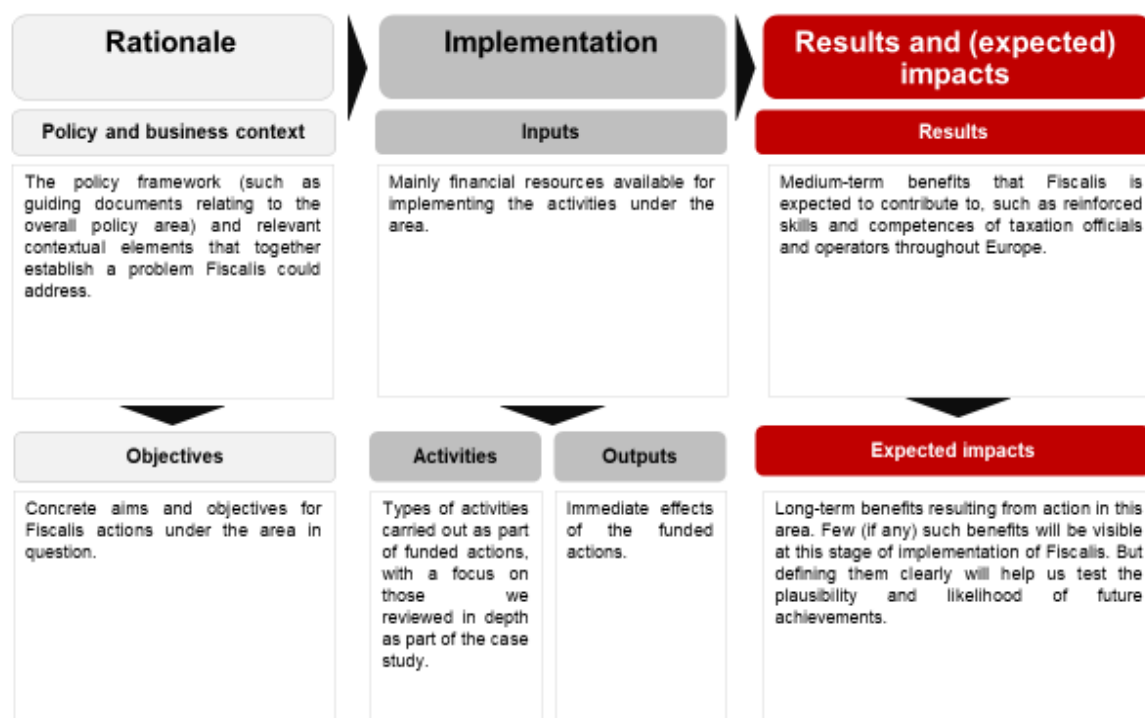 Rationale
Policy and business context
The policy framework (such as
guiding documents relating to the
overall policy area) and relevant
contextual elements that together
establish a problem Fiscalis could
address.
Objectives
Concrete aims and objectives for
Fiscalis actions under the area in
question.
Implementation
Inputs
Mainly financial resources available for
implementing the activities under the
area.
Activities
Types of activities
carried out as part
of funded actions,
with a focus on
those we
reviewed in depth
as part of the case
study.
Outputs
Immediate effects
of the funded
actions.
Results and (expected)
impacts
Results
Medium-term benefits that Fiscalis is
expected to contribute to, such as reinforced
skills and competences of taxation officials
and operators throughout Europe.
Expected impacts
Long-term benefits resulting from action in this
area. Few (if any) such benefits will be visible
at this stage of implementation of Fiscalis. But
defining them clearly will help us test the
plausibility and likelihood of future
achievements.